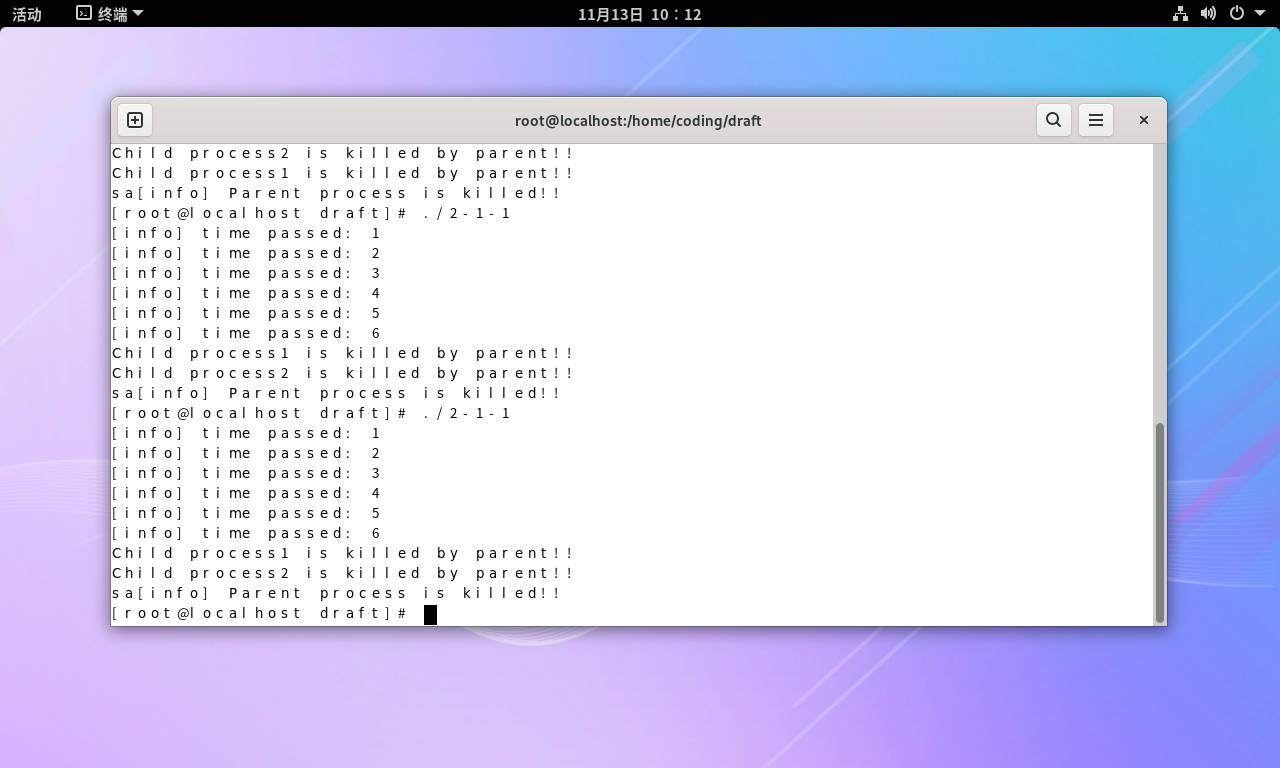 活动 终端 11月13日 10：12
root@localhost:/home/coding/draft
Child process2 is killed by parent!!
Child process1 is killed by parent!!
sa[info] Parent process is killed!!
[root@localhost draft]# ./2-1-1
[info] time passed: 1
[info] time passed: 2
[info] time passed: 3
[info] time passed: 4
[info] time passed: 5
[info] time passed: 6
Child process1 is killed by parent!!
Child process2 is killed by parent!!
sa[info] Parent process is killed!!
[root@localhost draft]# ./2-1-1
[info] time passed: 1
[info] time passed: 2
[info] time passed: 3
[info] time passed: 4
[info] time passed: 5
[info] time passed: 6
Child process1 is killed by parent!!
Child process2 is killed by parent!!
sa[info] Parent process is killed!!
[root@localhost draft]#